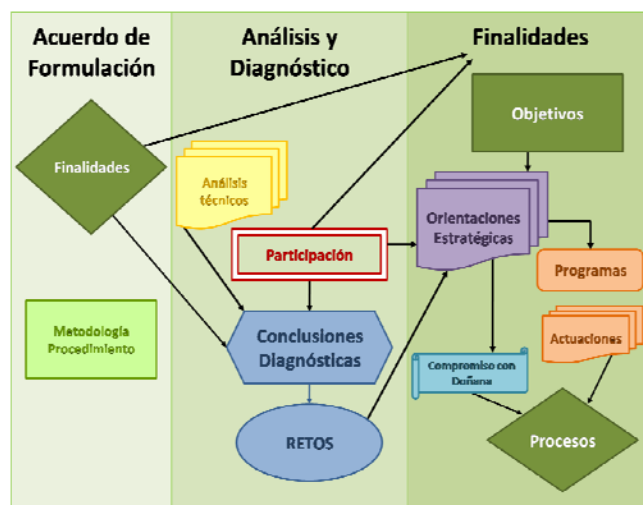 Acuerdo de
Formulación
Análisis y
Diagnóstico
Finalidades
Finalidades
Metodología
Procedimiento
Análisis
técnicos
Participación
Conclusiones
Diagnósticas
RETOS
Objetivos
Orientaciones
Estratégicas
Programas
Actuaciones
Compromiso con
Doñana
Procesos